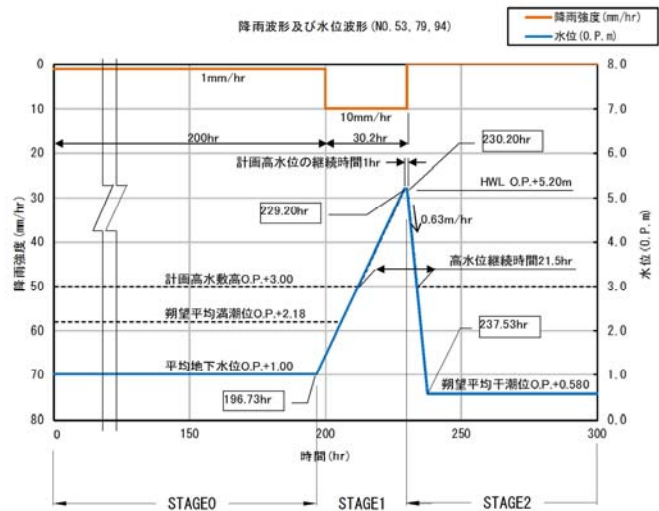 降雨波形及び水位波形(NO.53,79,94)
降雨強度(mm/hr)
水位(O.P.m)
0
10
20
30
40
50
60
70
80
降雨強度(mm/hr)
8.0
7.0
6.0
5.0
4.0
3.0
2.0
1.0
0.0
水位(O.P.m)
1mm/hr
10mm/hr
200hr
30.2hr
230.20hr
計画高水位の継続時間1hr
HWL O.P.+5.20m
229.20hr
0.63m/hr
高水位継続時間21.5hr
計画高水敷高O.P.+3.00
朔望平均満潮位O.P.+2.18
237.53hr
平均地下水位O.P.+1.00
朔望平均干潮位O.P.+0.580
196.73hr
0
150
200
250
300
時間(hr)
STAGE0
STAGE1
STAGE2